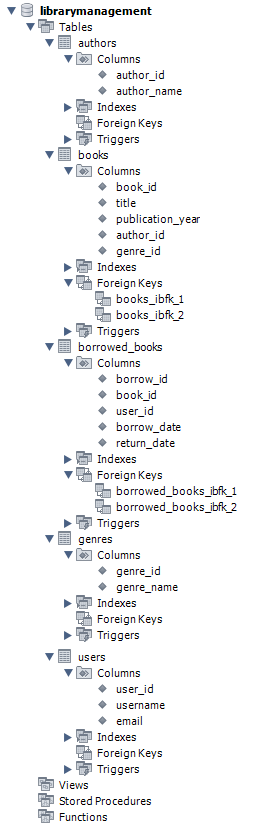 librarymanagement
Tables
authors
Columns
author_id
author_name
Indexes
Foreign Keys
Triggers
books
Columns
book_id
title
publication_year
author_id
genre_id
Indexes
Foreign Keys
books_ibfk_1
books_ibfk_2
Triggers
borrowed_books
Columns
borrow_id
book_id
user_id
borrow_date
return_date
Indexes
Foreign Keys
borrowed_books_ibfk_1
borrowed_books_ibfk_2
Triggers
genres
Columns
genre_id
genre_name
Indexes
Foreign Keys
Triggers
users
Columns
user_id
username
email
Indexes
Foreign Keys
Triggers
Views
Stored Procedures
Functions